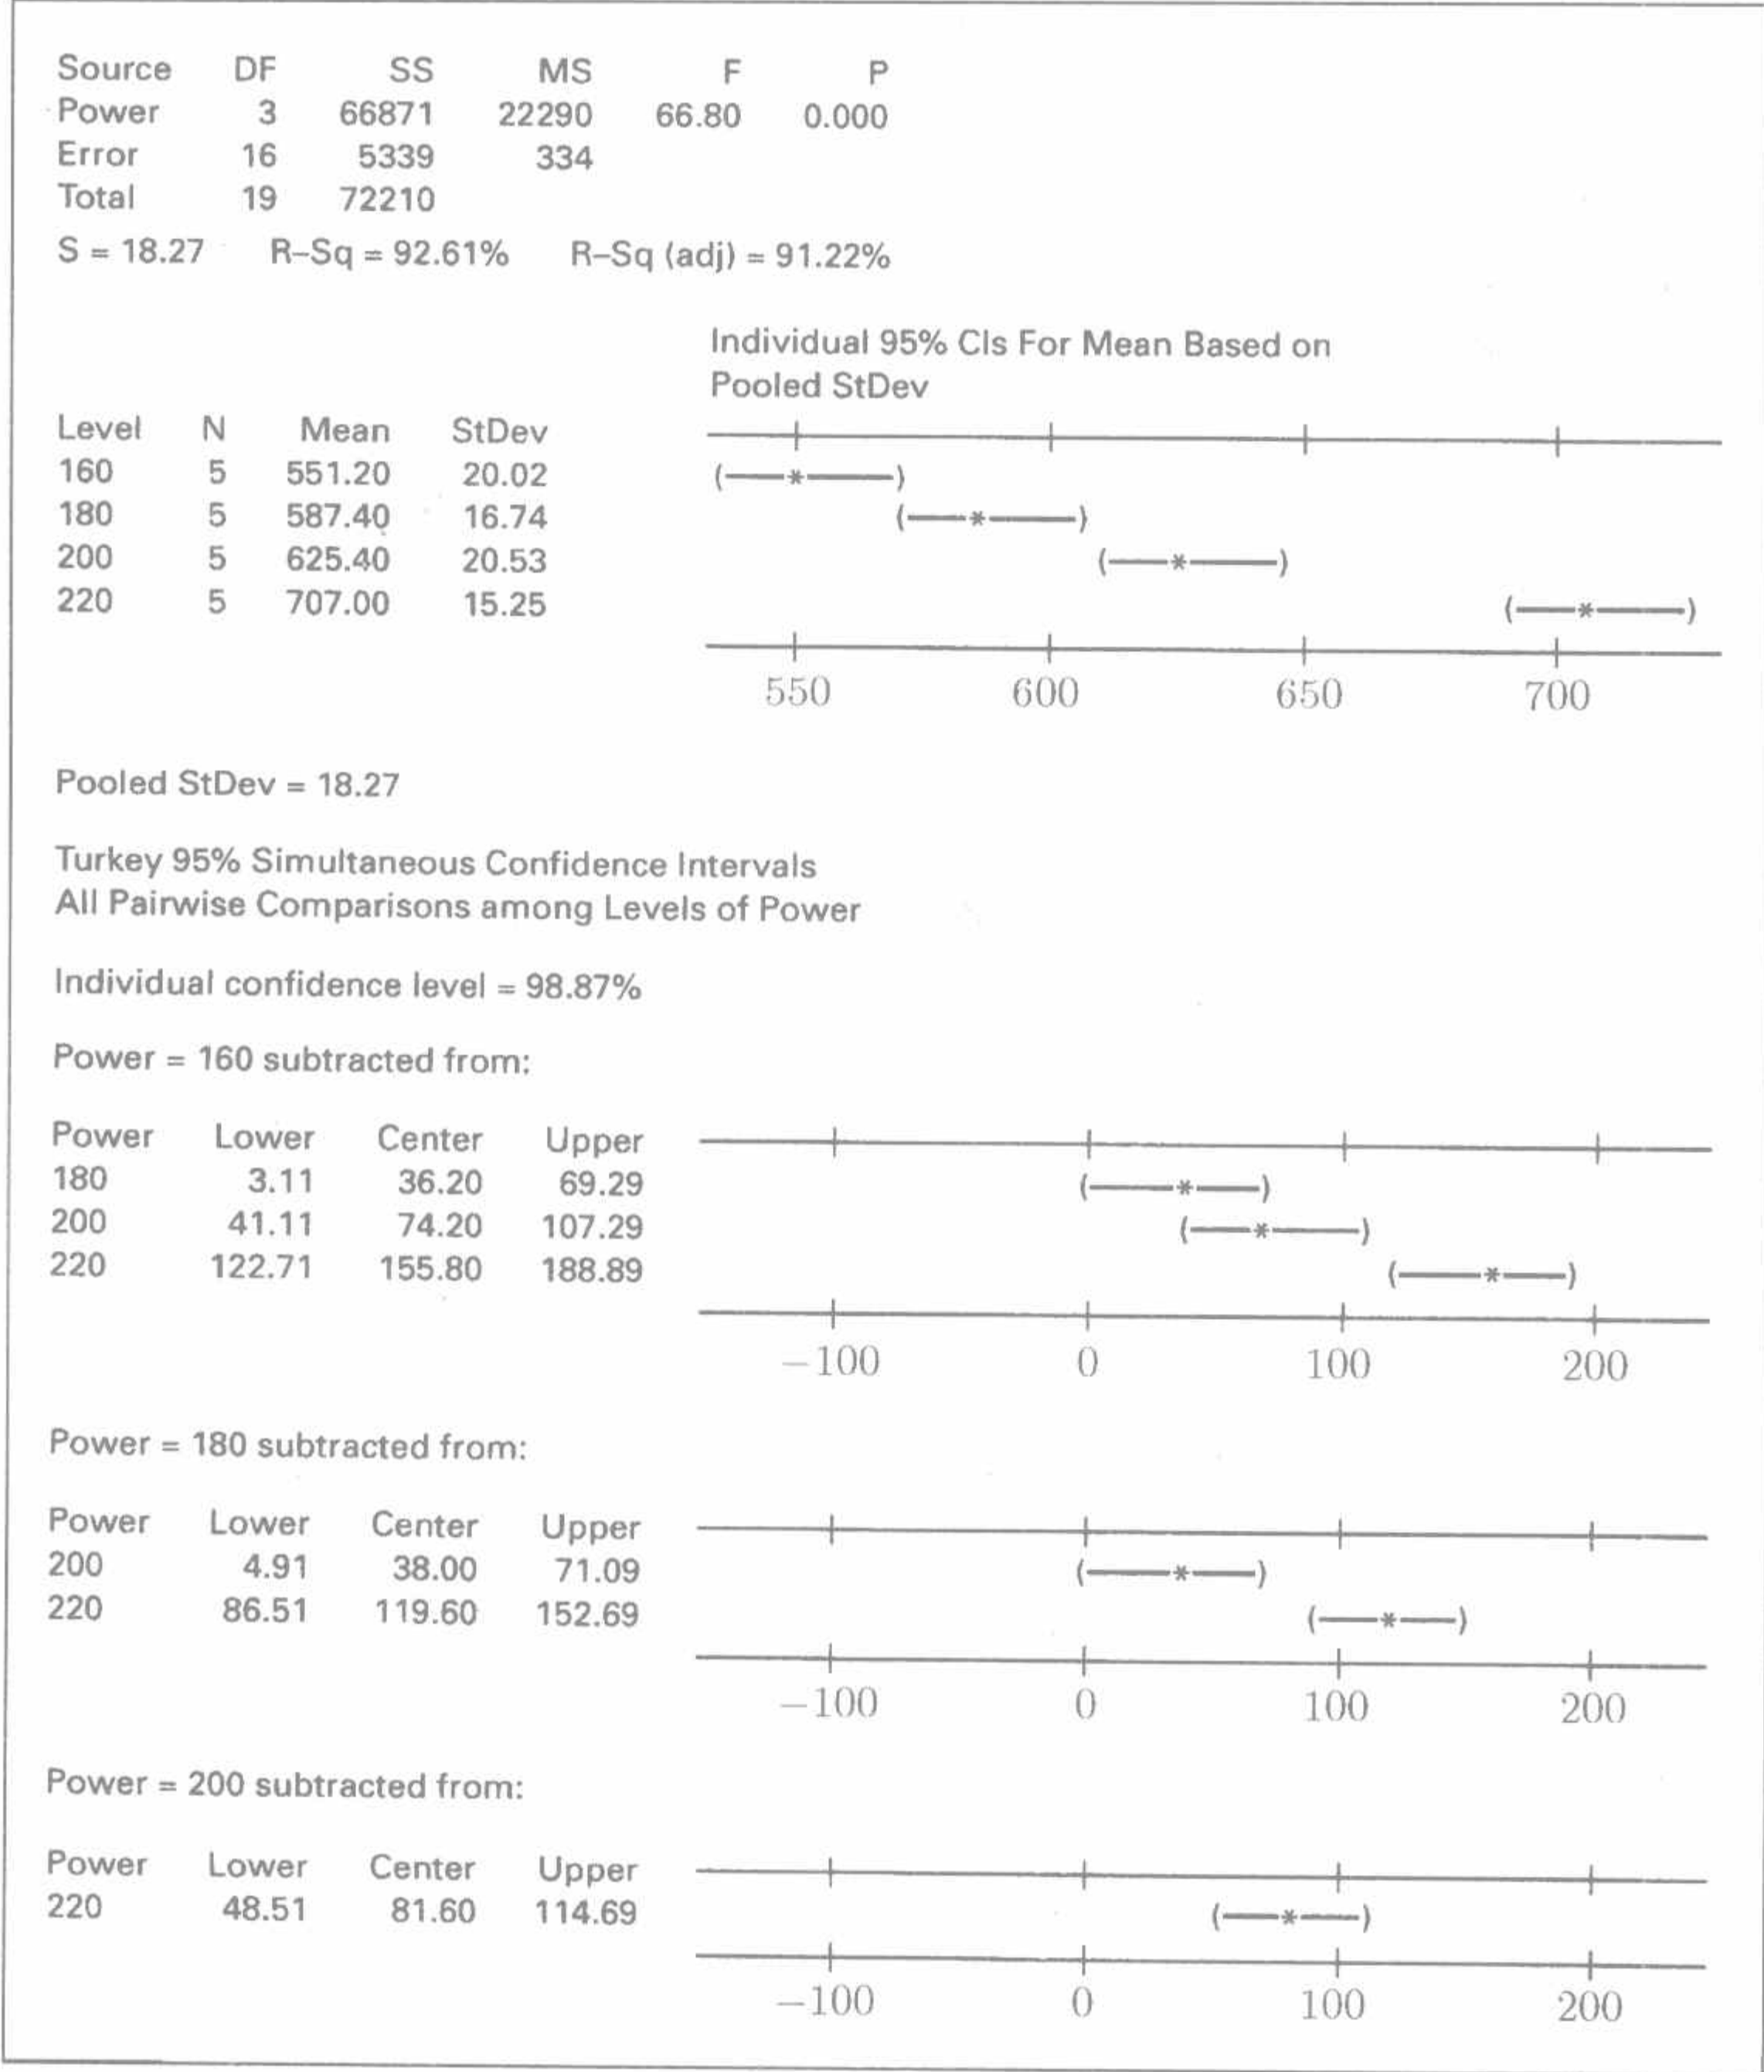 Source DF SS MS F P
Power 3 66871 22290 66.80 0.000
Error 16 5339 334
Total 19 72210
S = 18.27 R–Sq = 92.61% R–Sq (adj) = 91.22%
Individual 95% CIs For Mean Based on
Pooled StDev
Level N Mean StDev
160 5 551.20 20.02
180 5 587.40 16.74
200 5 625.40 20.53
220 5 707.00 15.25
550 600 650 700
Pooled StDev = 18.27
Turkey 95% Simultaneous Confidence Intervals
All Pairwise Comparisons among Levels of Power
Individual confidence level = 98.87%
Power = 160 subtracted from:
Power Lower Center Upper
180 3.11 36.20 69.29
200 41.11 74.20 107.29
220 122.71 155.80 188.89
−100 0 100 200
Power = 180 subtracted from:
Power Lower Center Upper
200 4.91 38.00 71.09
220 86.51 119.60 152.69
−100 0 100 200
Power = 200 subtracted from:
Power Lower Center Upper
220 48.51 81.60 114.69
−100 0 100 200